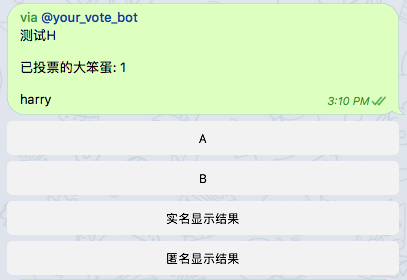 via @your_vote_bot
测试H
已投票的大笨蛋: 1
harry
3:10 PM
A
B
实名显示结果
匿名显示结果